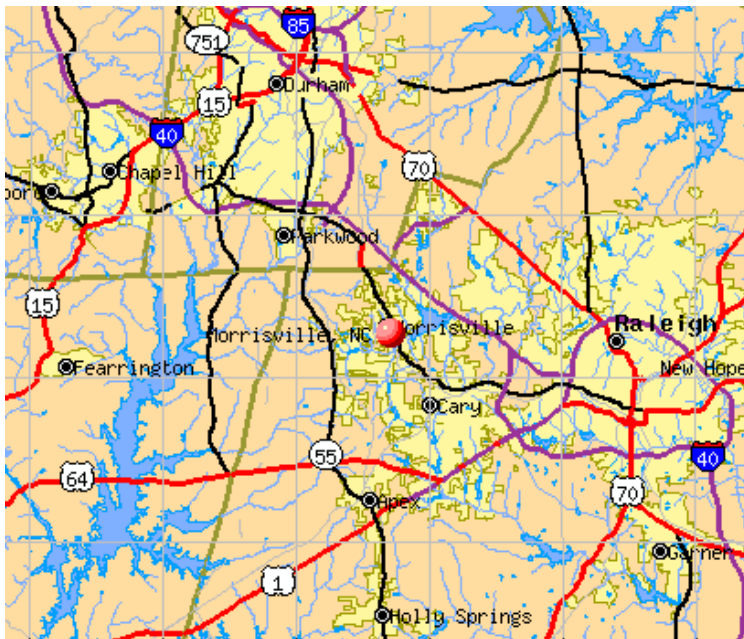 85
751
Durham
15
40
Chapel Hill
70
Parkwood
15
Morrisville, NC
Morrisville
Raleigh
Fearrington
New Hope
Cary
55
40
64
70
Apex
Garner
1
Holly Springs